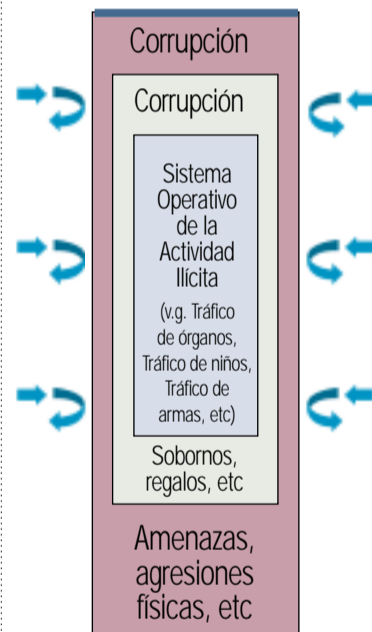 Corrupción
Corrupción
Sistema
Operativo
de la
Actividad
Ilícita
(v.g. Tráfico
de órganos,
Tráfico de niños,
Tráfico de
armas, etc)
Sobornos,
regalos, etc
Amenazas,
agresiones
físicas, etc